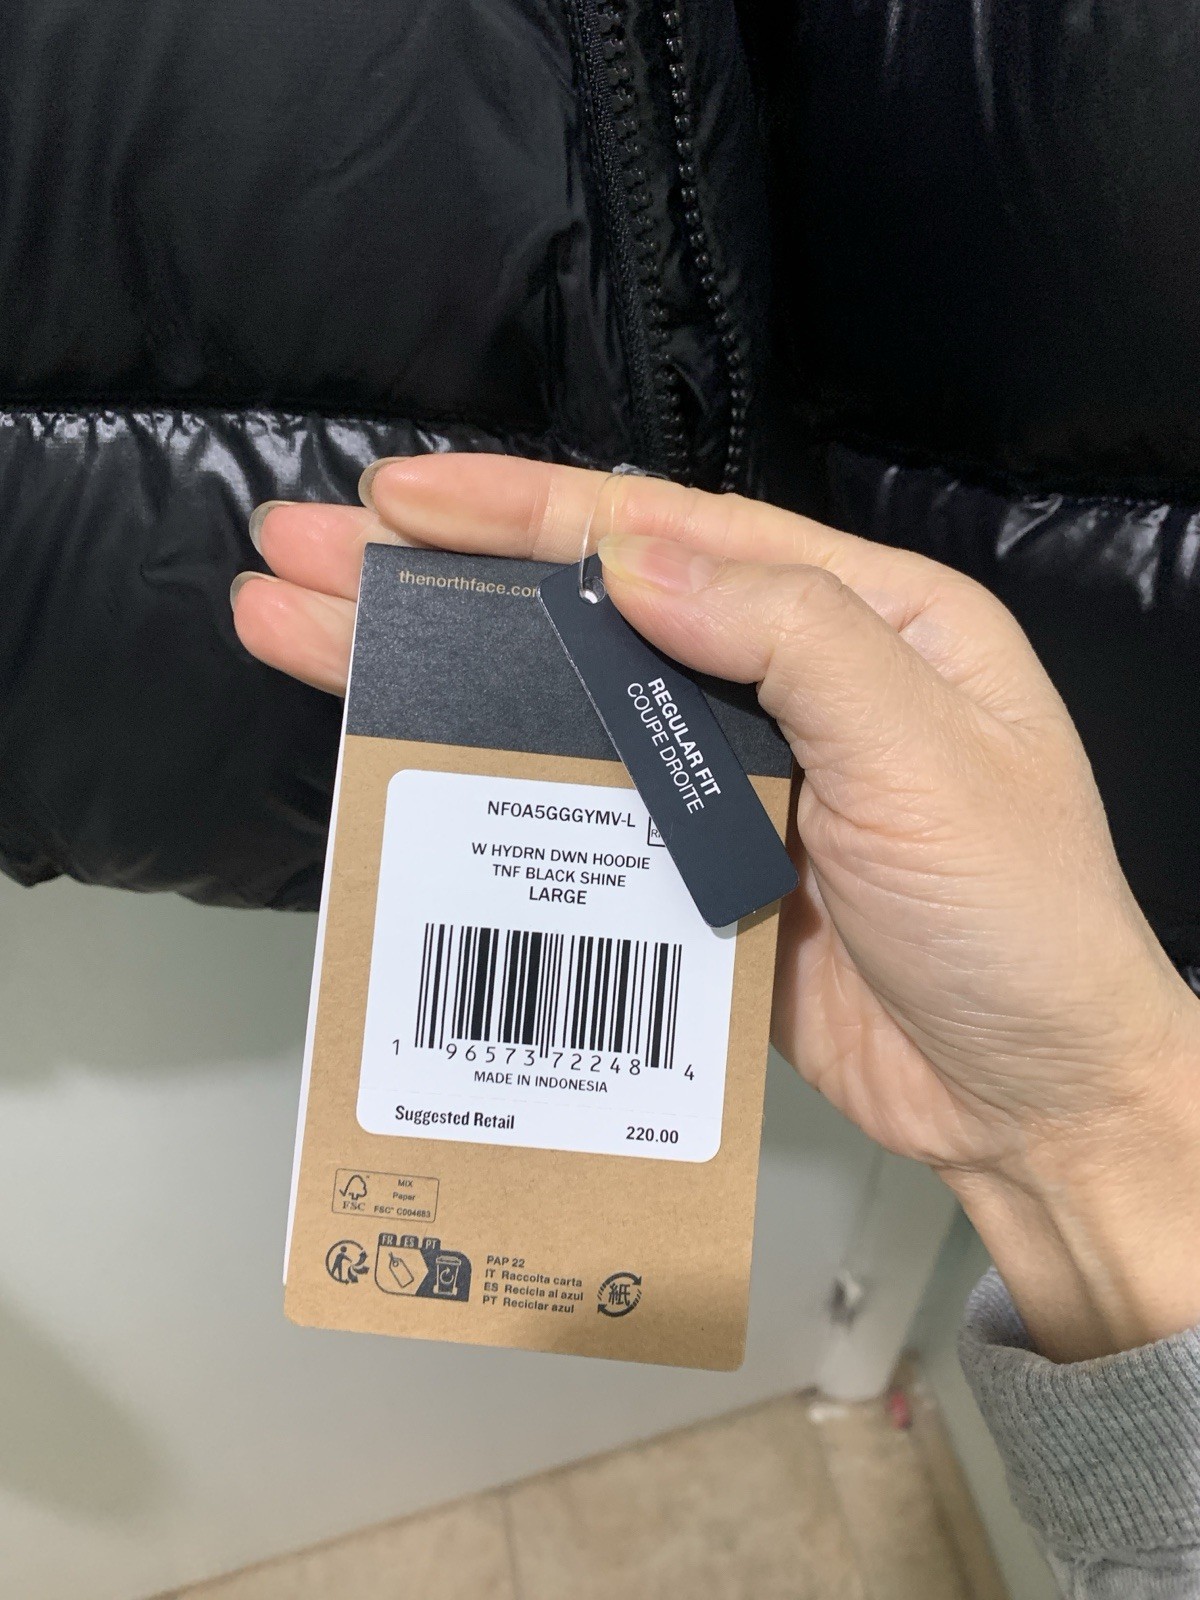 thenorthface.com
REGULAR FIT
COUPE DROITE
NF0A5GGGYMV-L
W HYDRN DWN HOODIE
TNF BLACK SHINE
LARGE
1 96573 72248 4
MADE IN INDONESIA
Suggested Retail 220.00
MIX
Paper
FSC FSC® C004683
FR ES PT
PAP 22
IT Raccolta carta
ES Recicla al azul
PT Reciclar azul
紙